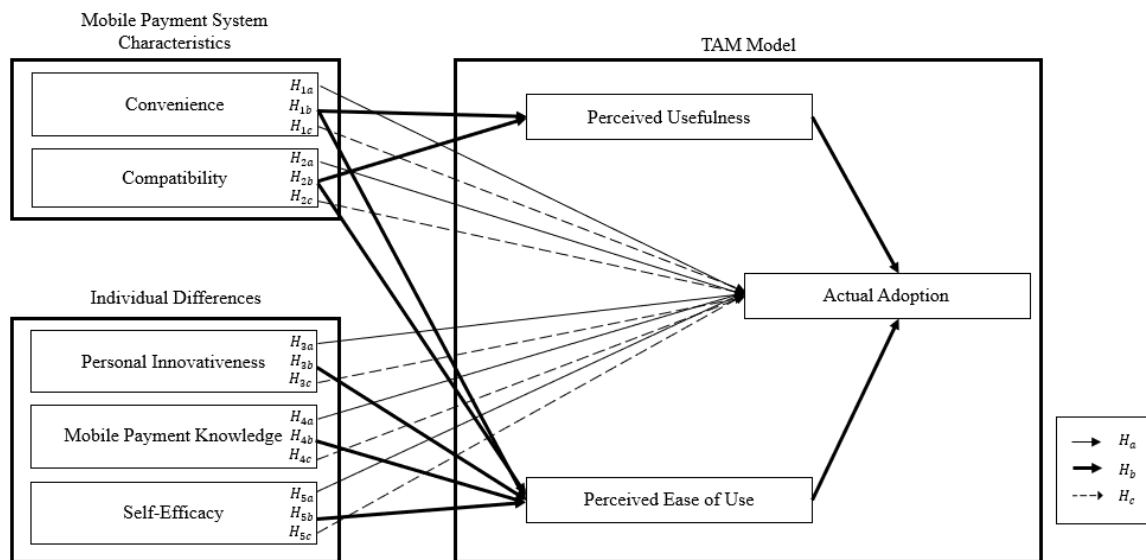 Mobile Payment System
Characteristics
TAM Model
Convenience
H1a
H1b
H1c
Compatibility
H2a
H2b
H2c
Perceived Usefulness
Actual Adoption
Individual Differences
Personal Innovativeness
H3a
H3b
H3c
Mobile Payment Knowledge
H4a
H4b
H4c
Self-Efficacy
H5a
H5b
H5c
Perceived Ease of Use
Ha
Hb
Hc